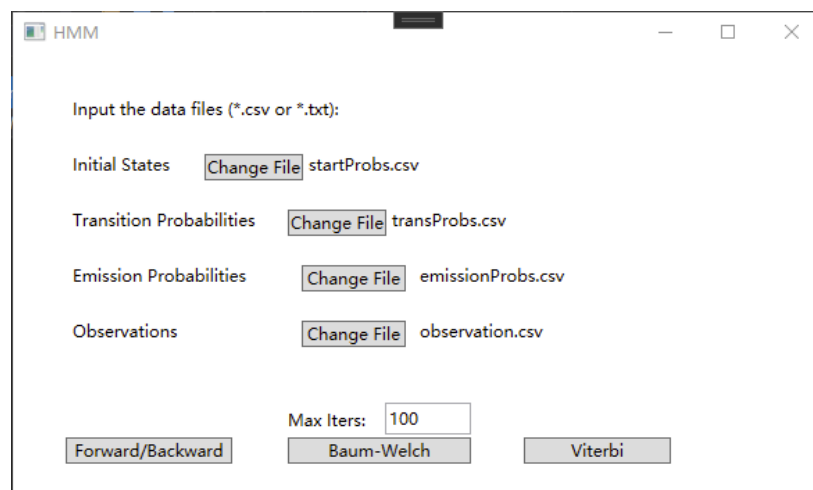 HMM
Input the data files (*.csv or *.txt):
Initial States Change File startProbs.csv
Transition Probabilities Change File transProbs.csv
Emission Probabilities Change File emissionProbs.csv
Observations Change File observation.csv
Max Iters: 100
Forward/Backward Baum-Welch Viterbi